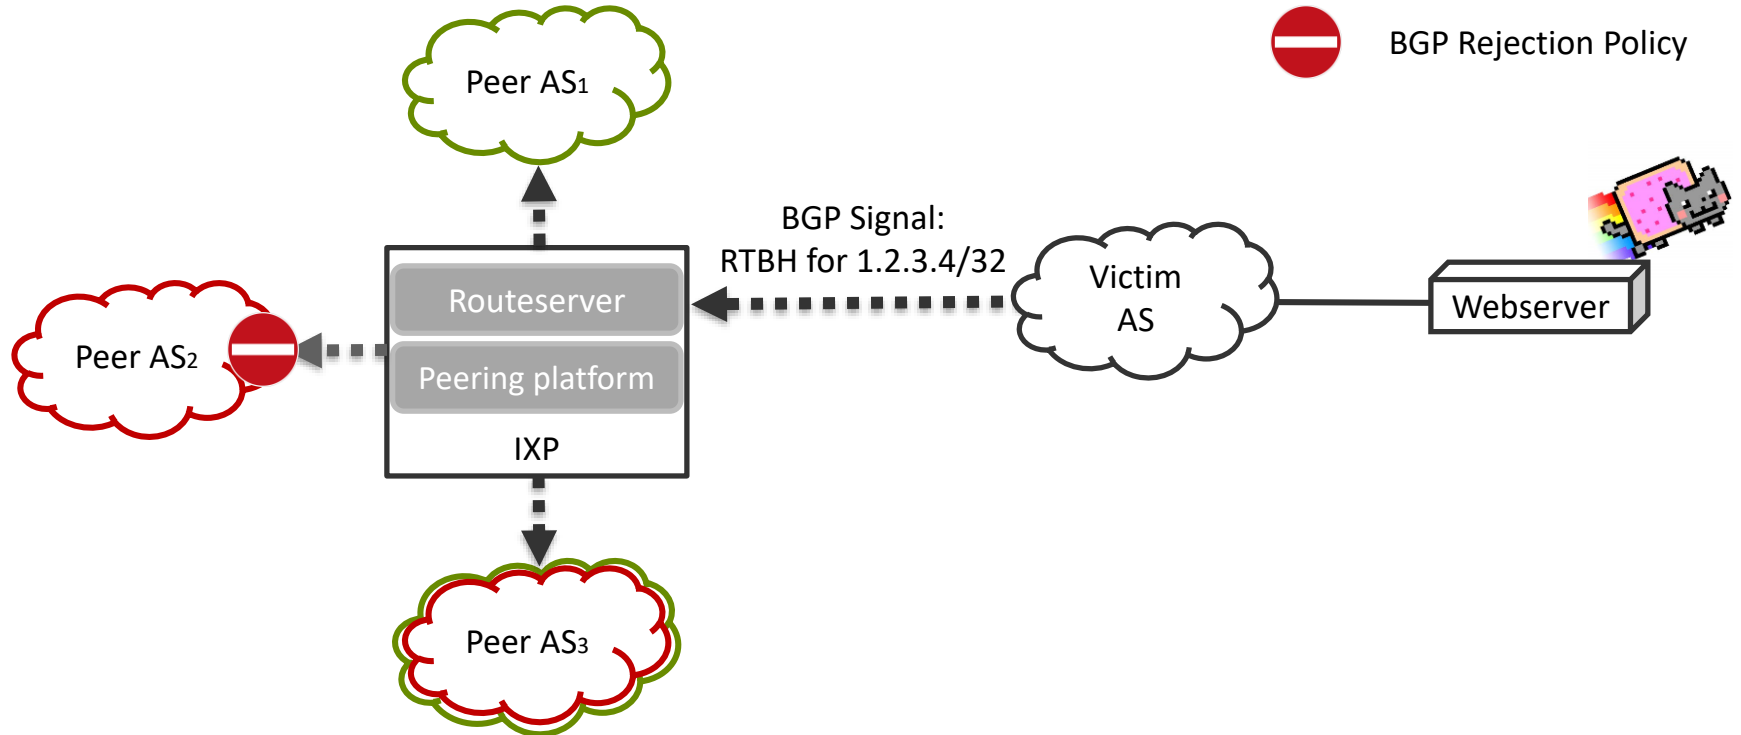 BGP Rejection Policy
Peer AS1
BGP Signal:
RTBH for 1.2.3.4/32
Victim
AS
Webserver
Routeserver
Peering platform
IXP
Peer AS2
Peer AS3